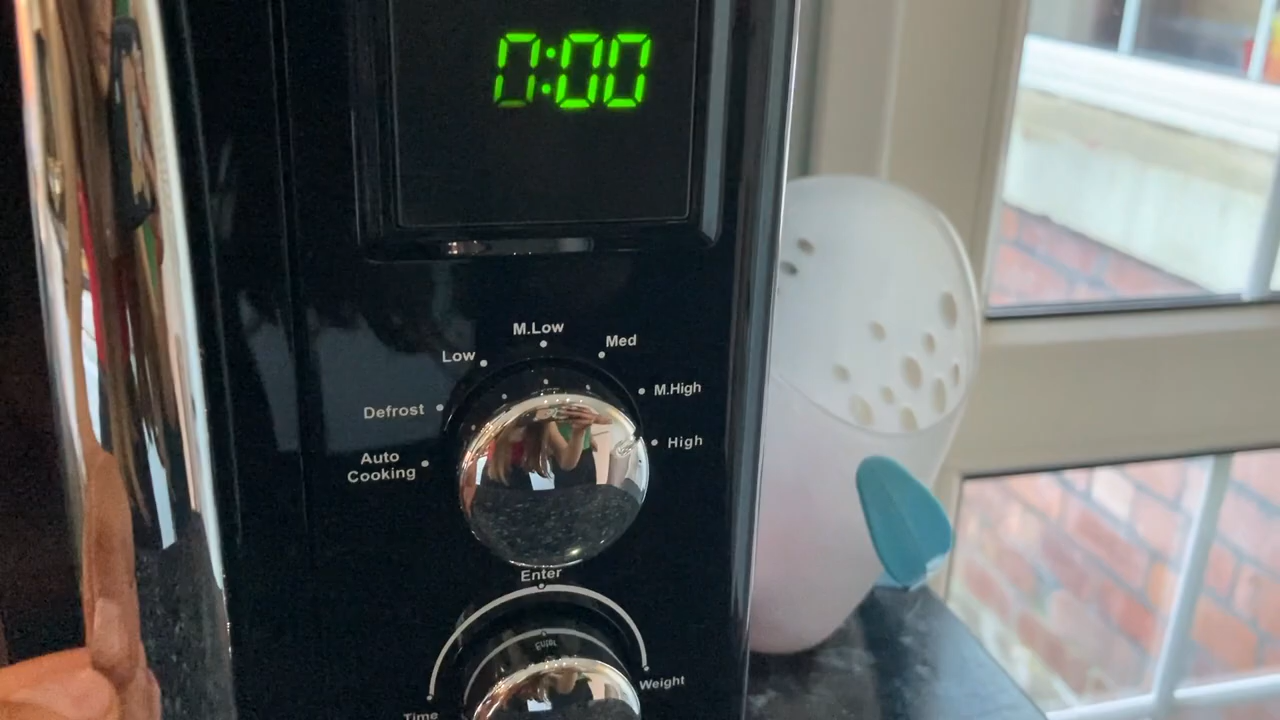 0:00
M.Low
Med
Low
M.High
Defrost
High
Auto
Cooking
Enter
Weight
Time